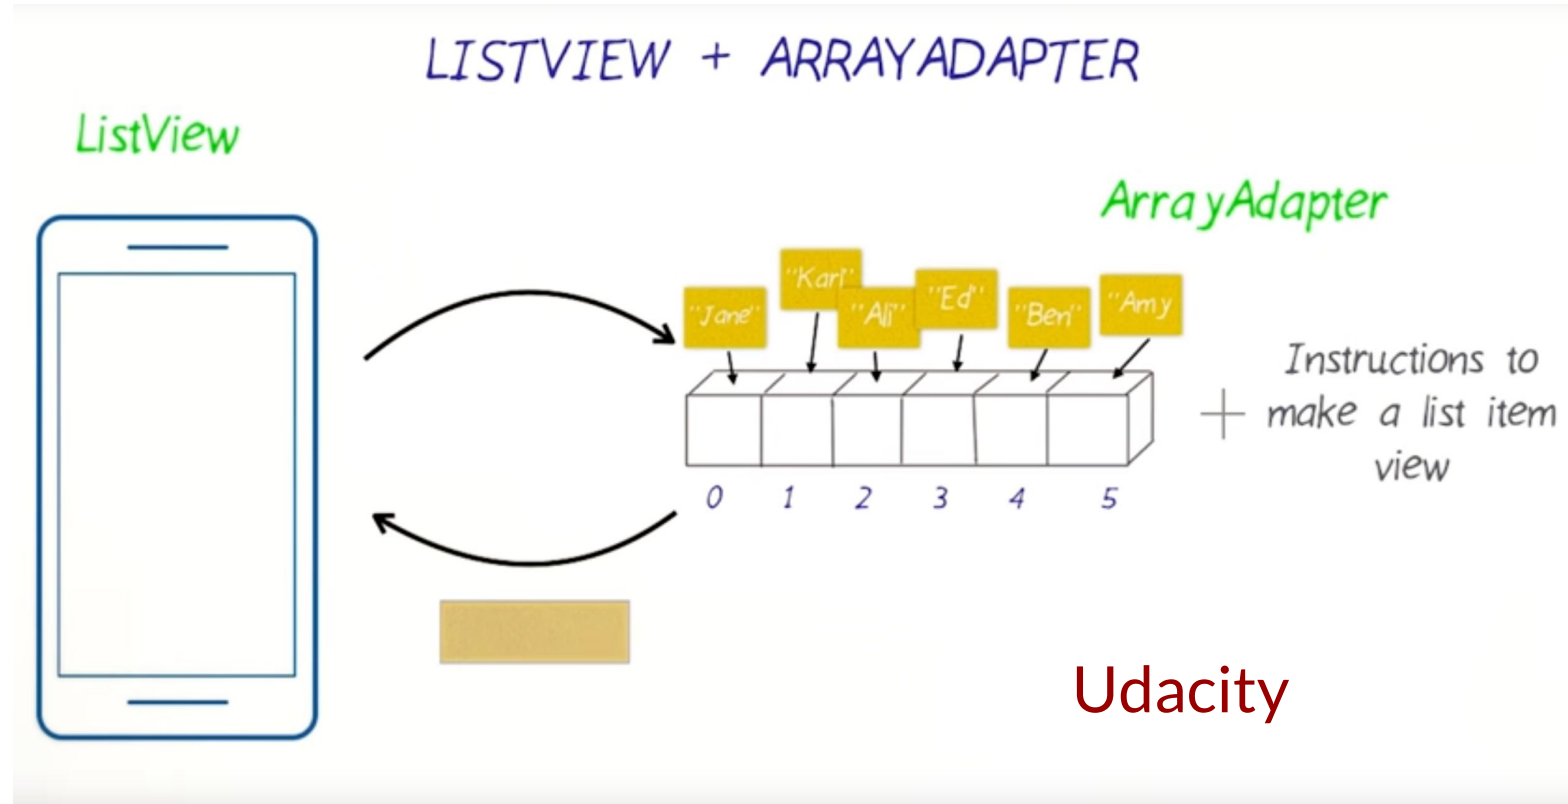 LISTVIEW + ARRAYADAPTER
ListView
ArrayAdapter
"Jane"
"Karl"
"Ali"
"Ed"
"Ben"
"Amy
+
Instructions to
make a list item
view
0 1 2 3 4 5
Udacity